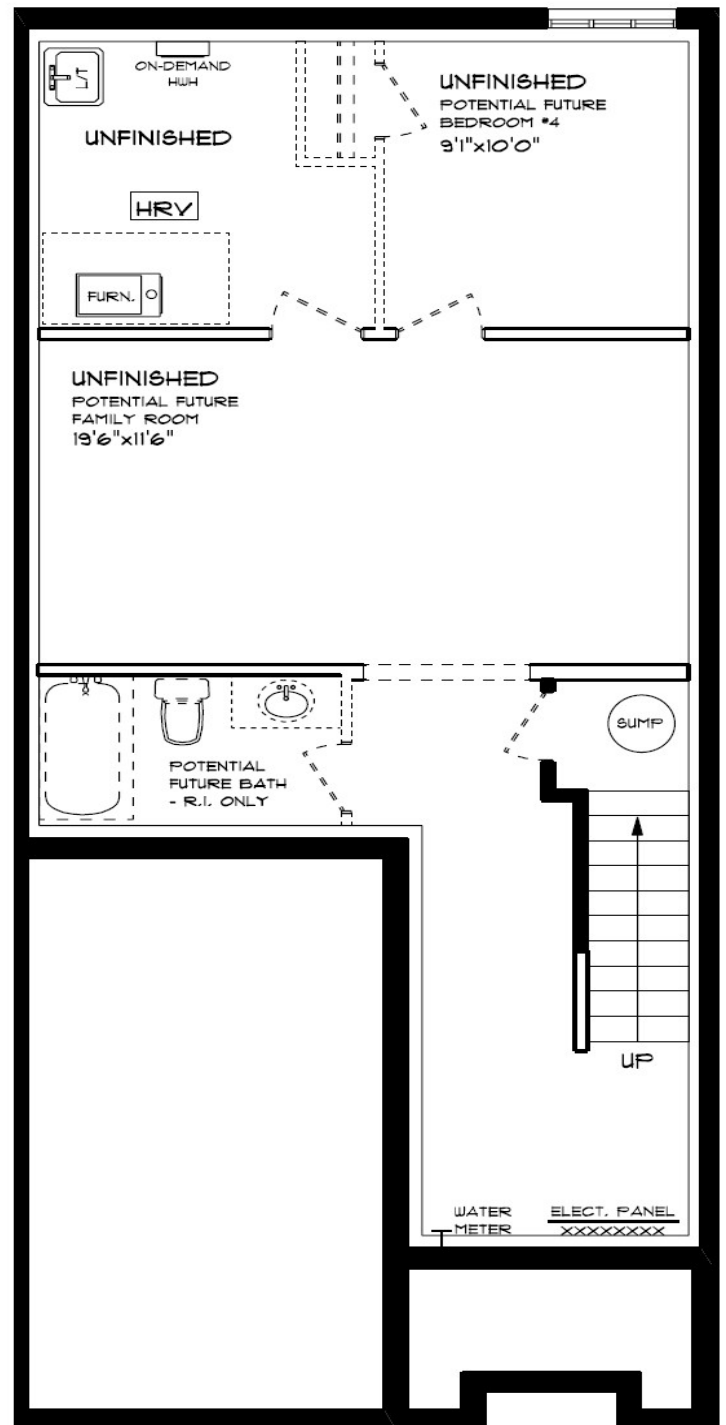 L/T
ON-DEMAND
HWH
UNFINISHED
HRV
FURN.
UNFINISHED
POTENTIAL FUTURE
BEDROOM #4
9'1"x10'0"
UNFINISHED
POTENTIAL FUTURE
FAMILY ROOM
19'6"x11'6"
POTENTIAL
FUTURE BATH
- R.I. ONLY
SUMP
UP
WATER
METER
ELECT. PANEL
XXXXXXXX